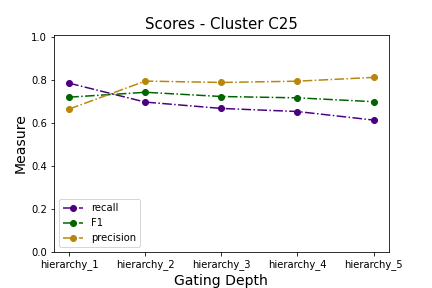 Scores - Cluster C25
Measure
1.0
0.8
0.6
0.4
0.2
0.0
recall
F1
precision
hierarchy_1 hierarchy_2 hierarchy_3 hierarchy_4 hierarchy_5
Gating Depth